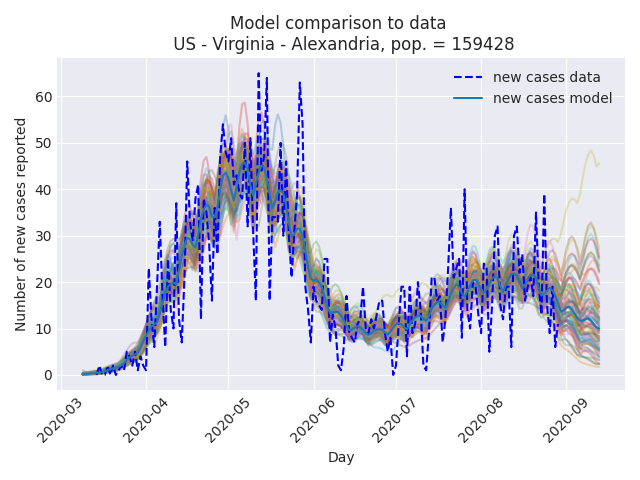 Model comparison to data
US - Virginia - Alexandria, pop. = 159428
new cases data
new cases model
Number of new cases reported
60
50
40
30
20
10
0
2020-03
2020-04
2020-05
2020-06
2020-07
2020-08
2020-09
Day